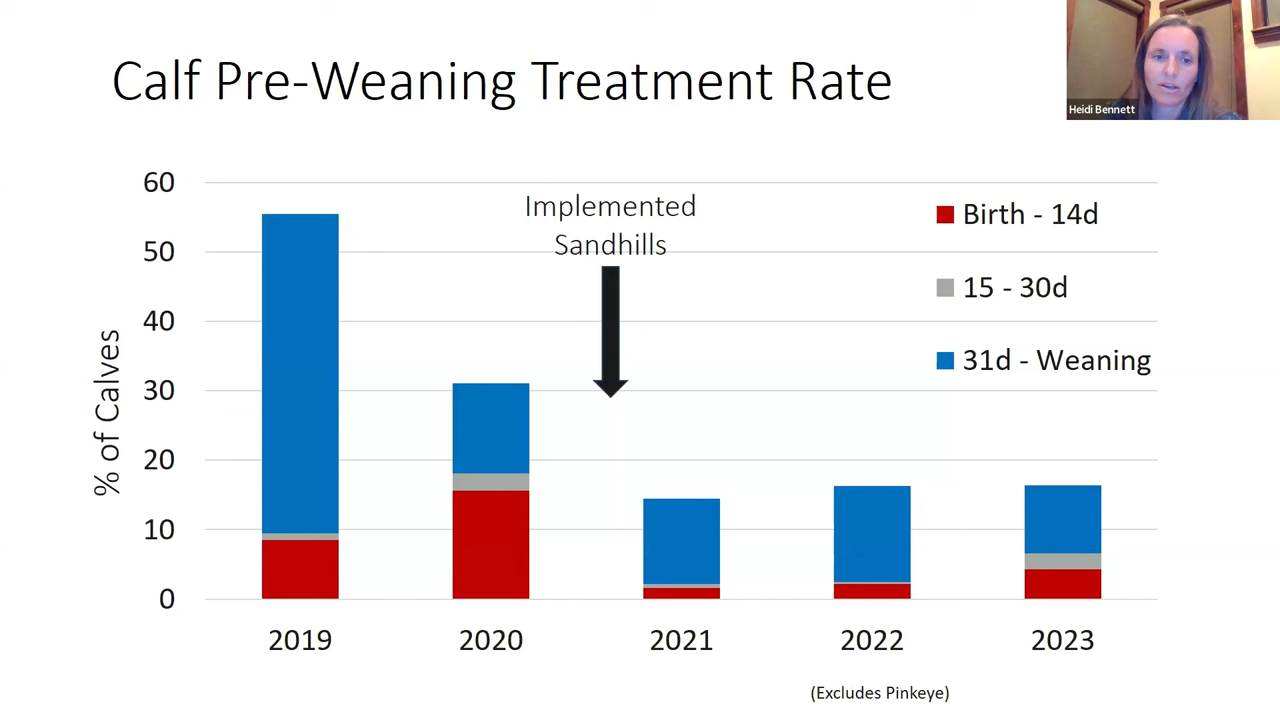 Calf Pre-Weaning Treatment Rate
Heidi Bennett
% of Calves
60
50
40
30
20
10
0
Implemented
Sandhills
Birth - 14d
15 - 30d
31d - Weaning
2019
2020
2021
2022
2023
(Excludes Pinkeye)